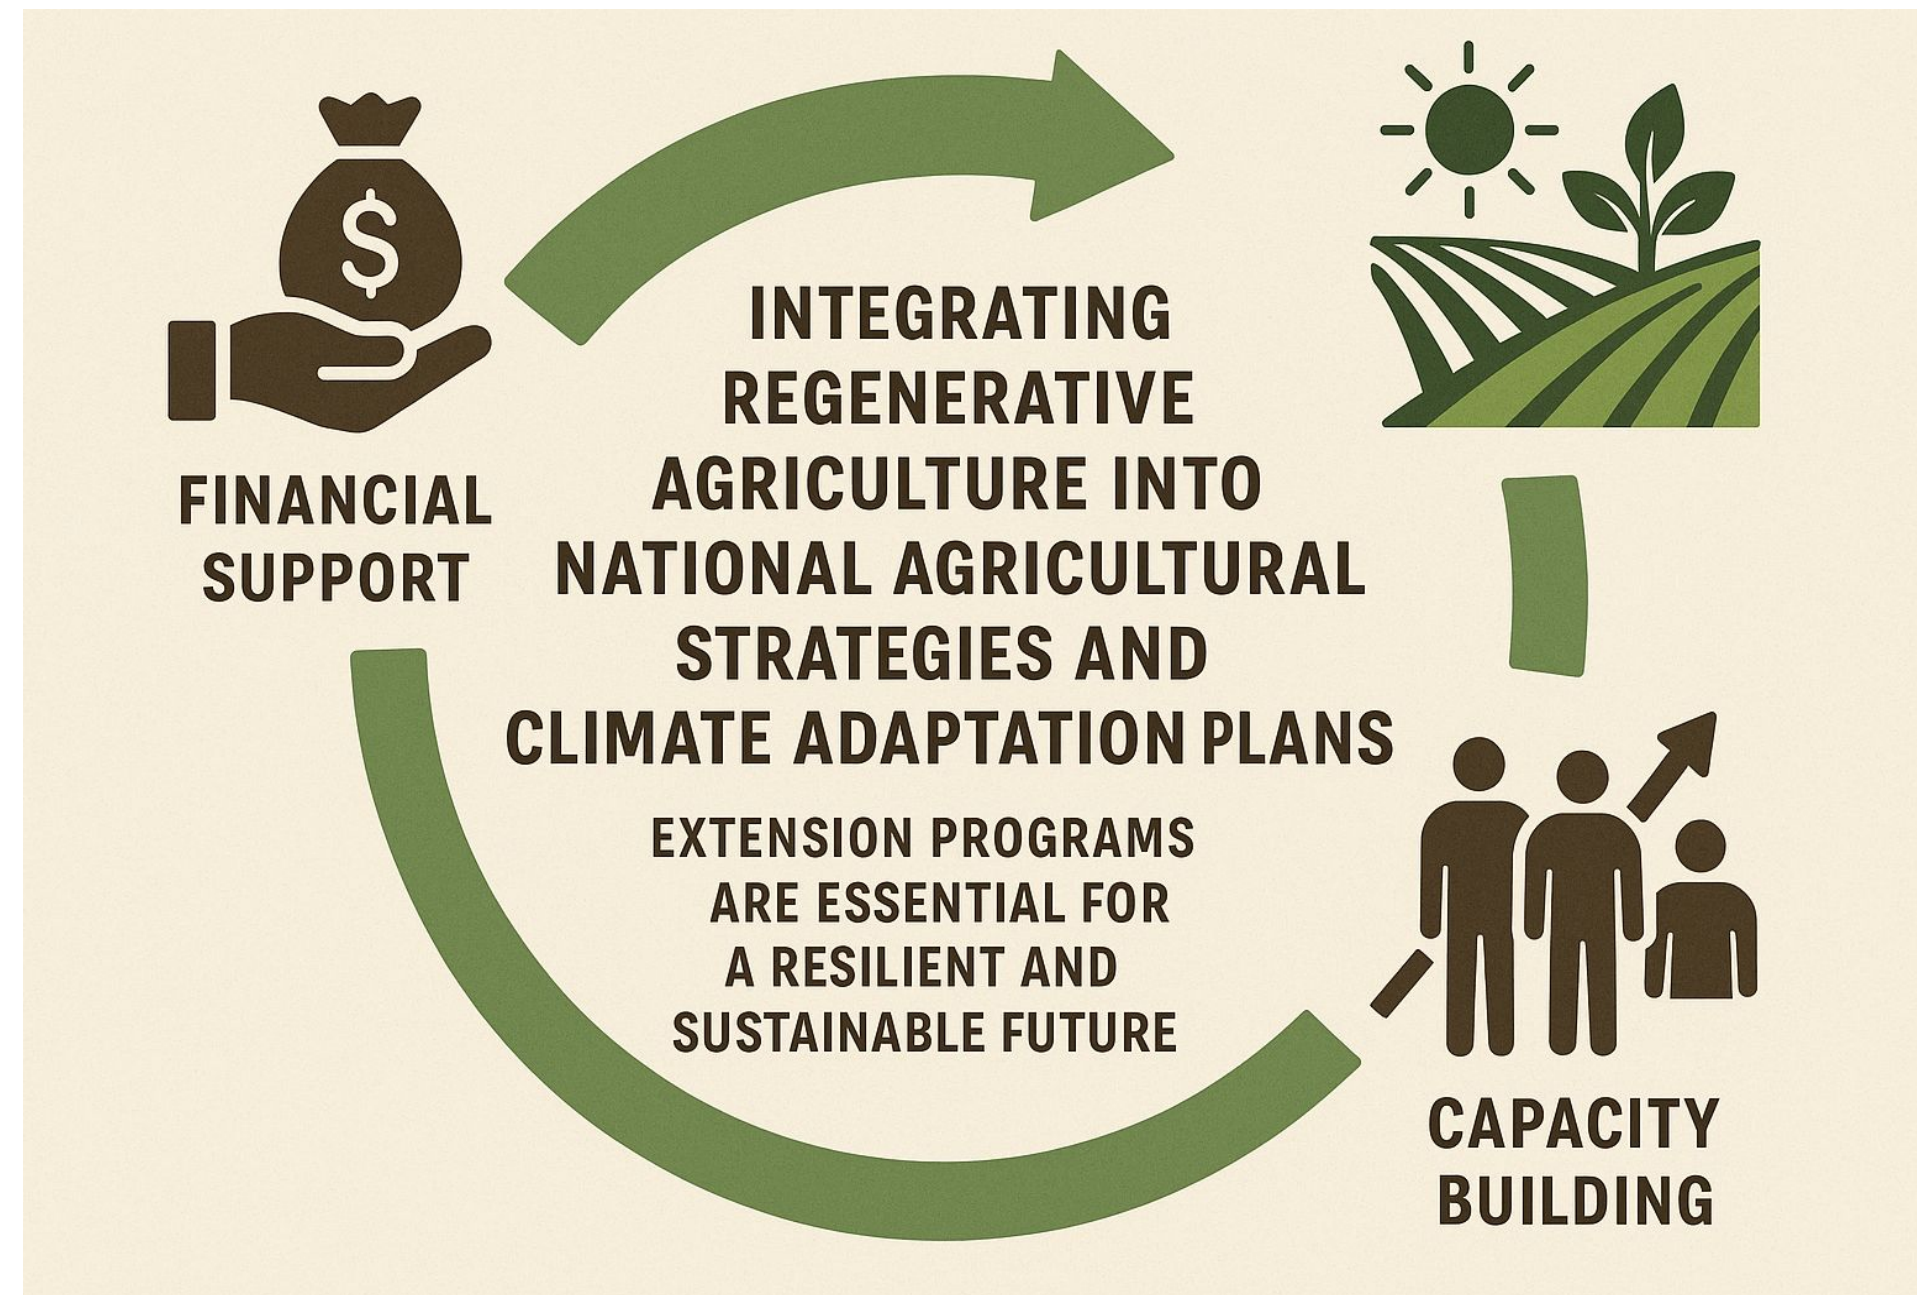 $
FINANCIAL
SUPPORT
INTEGRATING
REGENERATIVE
AGRICULTURE INTO
NATIONAL AGRICULTURAL
STRATEGIES AND
CLIMATE ADAPTATION PLANS
EXTENSION PROGRAMS
ARE ESSENTIAL FOR
A RESILIENT AND
SUSTAINABLE FUTURE
CAPACITY
BUILDING